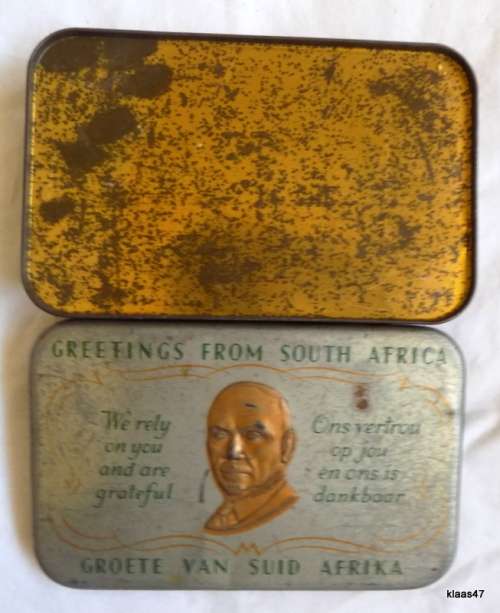 GREETINGS FROM SOUTH AFRICA
We rely
on you
and are
grateful
Ons vertrou
op jou
en ons is
dankbaar
GROETE VAN SUID AFRIKA
klaas47